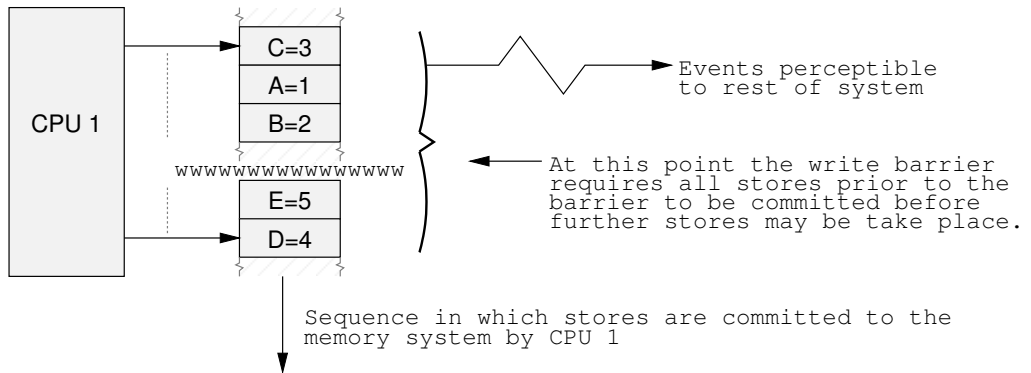 C=3
A=1
CPU 1
B=2
Events perceptible
to rest of system
wwwwwwwwwwwwwwww
At this point the write barrier
requires all stores prior to the
barrier to be committed before
further stores may be take place.
E=5
D=4
Sequence in which stores are committed to the
memory system by CPU 1